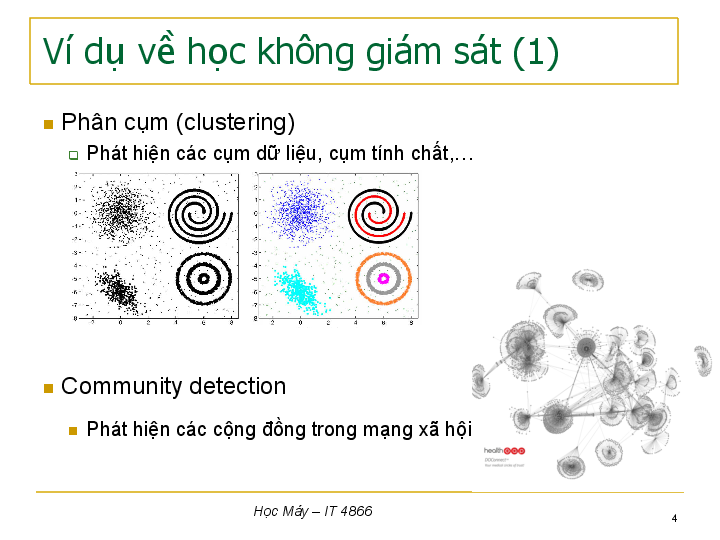 Ví dụ về học không giám sát (1)
Phân cụm (clustering)
Phát hiện các cụm dữ liệu, cụm tính chất,…
Community detection
Phát hiện các cộng đồng trong mạng xã hội
Học Máy – IT 4866
4